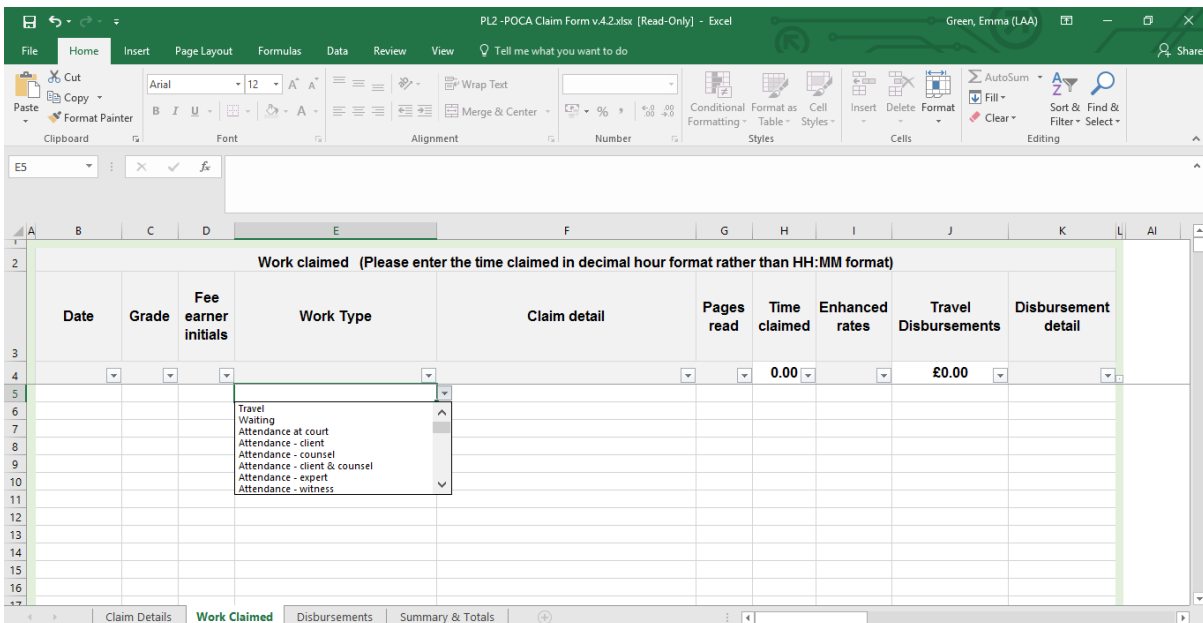 PL2 -POCA Claim Form v.4.2.xlsx [Read-Only] - Excel Green, Emma (LAA)
File Home Insert Page Layout Formulas Data Review View Tell me what you want to do Share
Cut
Copy
Format Painter
Paste
Arial 12 A A
B I U A
Wrap Text
Merge & Center
% , .0 .00 .00 .0
Conditional Formatting
Format as Table
Cell Styles
Insert Delete Format
AutoSum
Fill
Clear
Sort & Filter
Find & Select
Clipboard Font Alignment Number Styles Cells Editing
E5 fx
A B C D E F G H I J K L AI
1
2 Work claimed (Please enter the time claimed in decimal hour format rather than HH:MM format)
3 Date Grade Fee earner initials Work Type Claim detail Pages read Time claimed Enhanced rates Travel Disbursements Disbursement detail
4 0.00 £0.00
5
6 Travel
7 Waiting
Attendance at court
8 Attendance - client
9 Attendance - counsel
Attendance - client & counsel
10 Attendance - expert
11 Attendance - witness
12
13
14
15
16
17
Claim Details Work Claimed Disbursements Summary & Totals